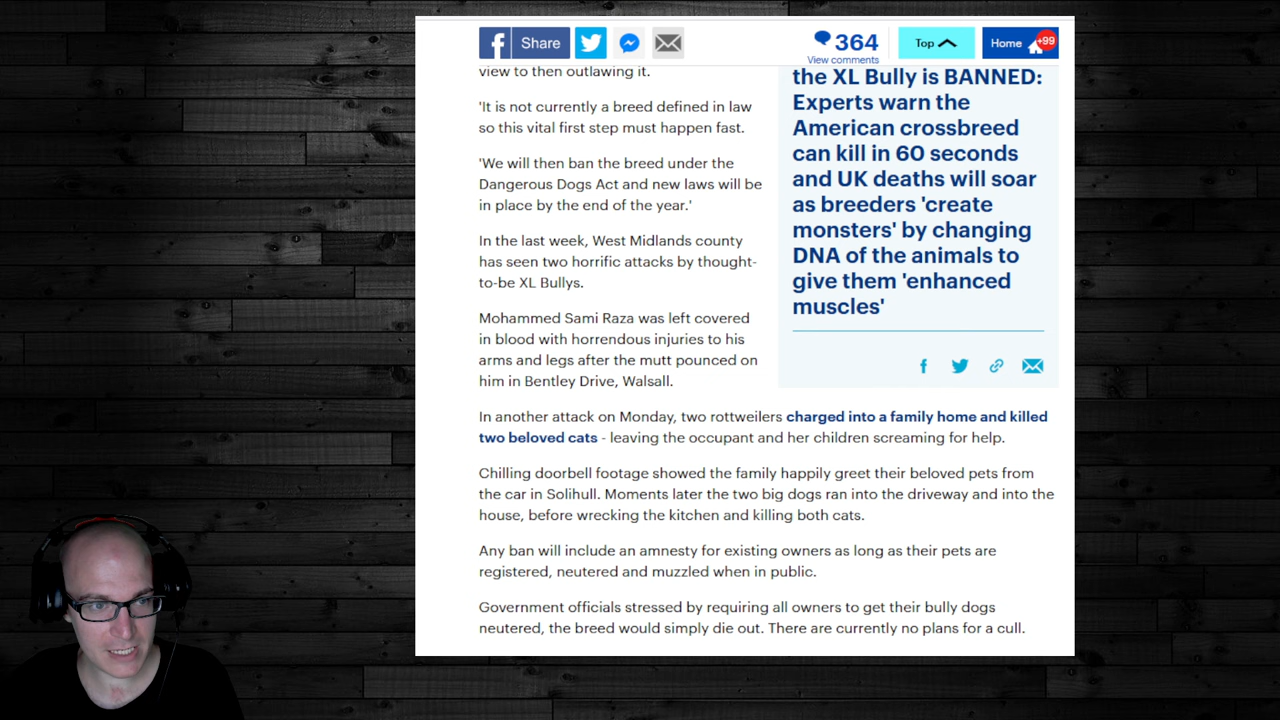 Share
364
View comments
Top
Home
+99
view to then outlawing it.
'It is not currently a breed defined in law
so this vital first step must happen fast.
'We will then ban the breed under the
Dangerous Dogs Act and new laws will be
in place by the end of the year.'
In the last week, West Midlands county
has seen two horrific attacks by thought-
to-be XL Bullys.
Mohammed Sami Raza was left covered
in blood with horrendous injuries to his
arms and legs after the mutt pounced on
him in Bentley Drive, Walsall.
the XL Bully is BANNED:
Experts warn the
American crossbreed
can kill in 60 seconds
and UK deaths will soar
as breeders 'create
monsters' by changing
DNA of the animals to
give them 'enhanced
muscles'
In another attack on Monday, two rottweilers charged into a family home and killed
two beloved cats - leaving the occupant and her children screaming for help.
Chilling doorbell footage showed the family happily greet their beloved pets from
the car in Solihull. Moments later the two big dogs ran into the driveway and into the
house, before wrecking the kitchen and killing both cats.
Any ban will include an amnesty for existing owners as long as their pets are
registered, neutered and muzzled when in public.
Government officials stressed by requiring all owners to get their bully dogs
neutered, the breed would simply die out. There are currently no plans for a cull.